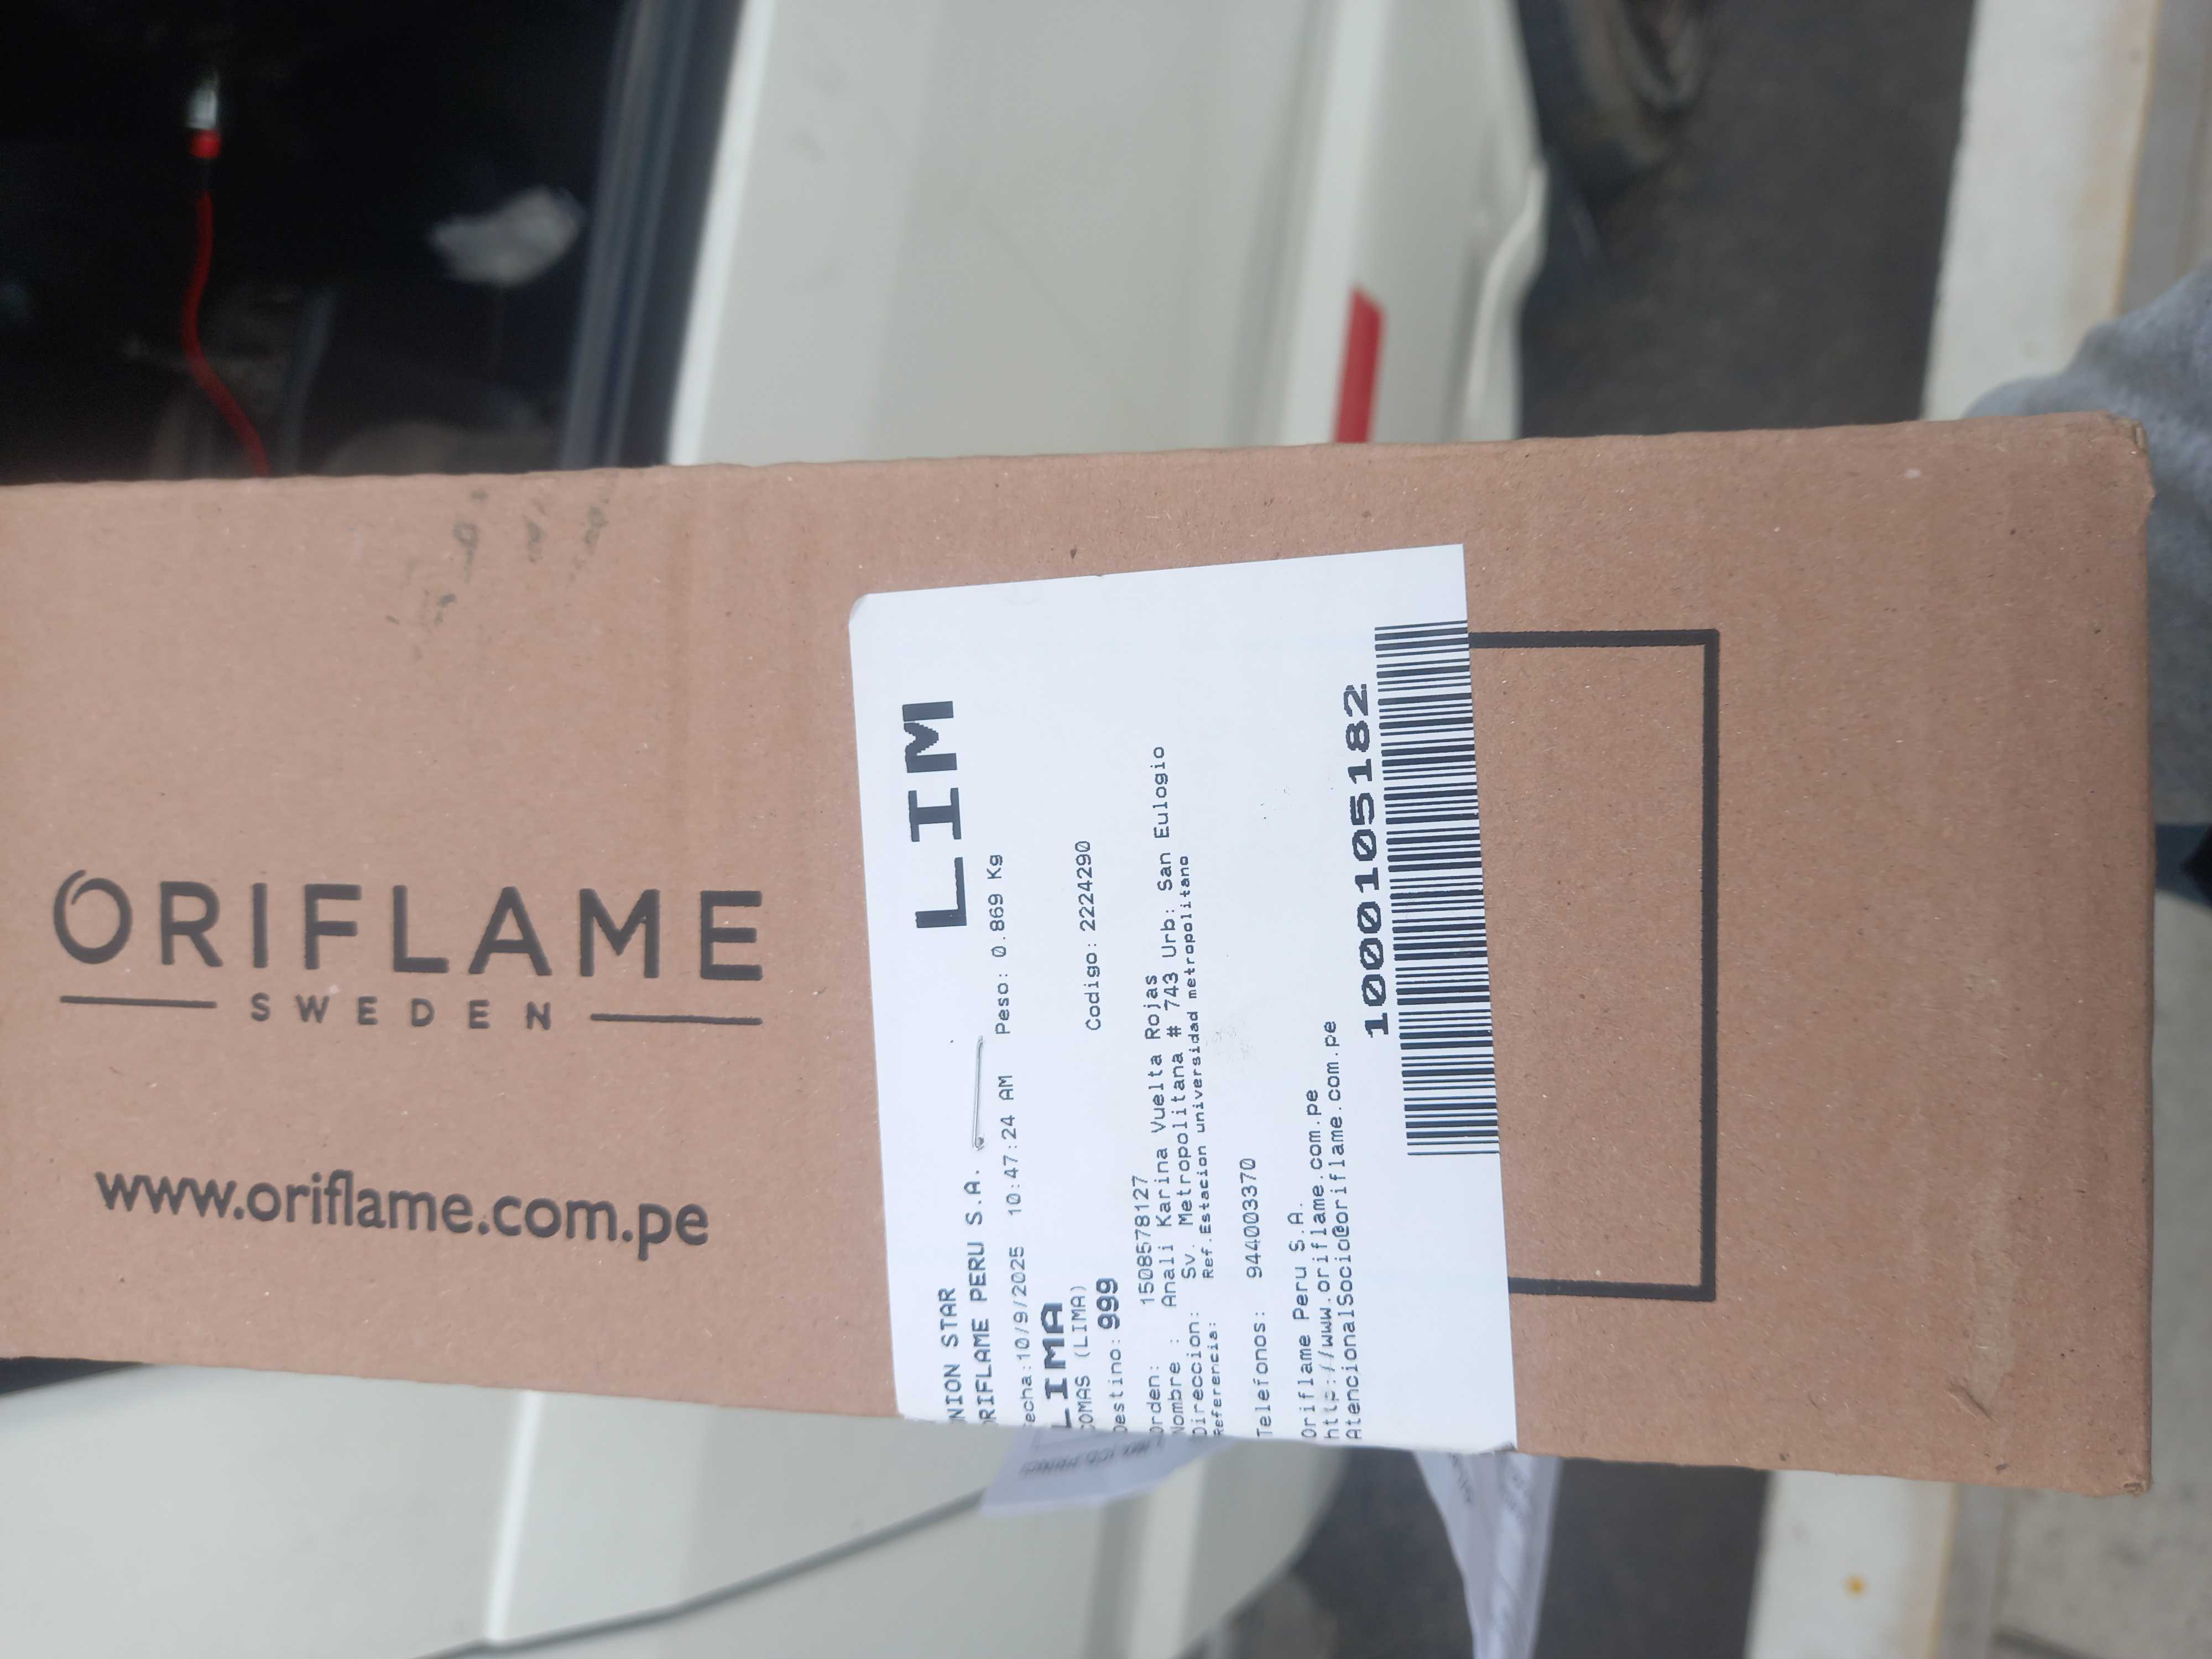 ORIFLAME
SWEDEN
www.oriflame.com.pe
NION STAR
ORIFLAME PERU S.A.
LIM
echa:10/9/2025 10:47:24 AM Peso: 0.869 Kg
LIMA
COMAS (LIMA)
Destino: 999
Codigo: 2224290
Orden: 1508578127
Nombre : Anali Karina Vuelta Rojas
Direccion: Sv. Metropolitana # 743 Urb: San Eulogio
Referencia: Ref.Estacion universidad metropolitano
Telefonos: 944003370
Oriflame Peru S.A.
http://www.oriflame.com.pe
AtencionalSocio@oriflame.com.pe
1000105182